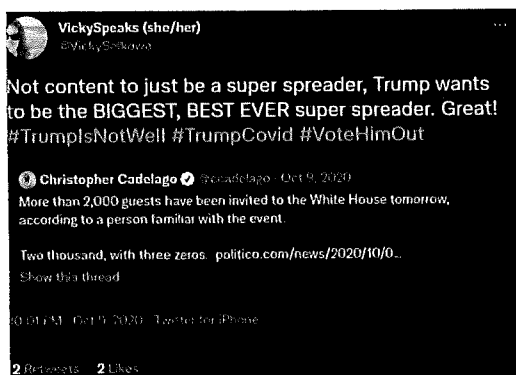 VickySpeaks (she/her)
Not content to just be a super spreader, Trump wants
to be the BIGGEST, BEST EVER super spreader. Great!
#TrumpIsNotWell #TrumpCovid #VoteHimOut
Christopher Cadelago @ccadelago · Oct 9, 2020
More than 2,000 guests have been invited to the White House tomorrow,
according to a person familiar with the event.
Two thousand, with three zeros. politico.com/news/2020/10/0...
Show this thread
PM · Oct 9, 2020 · Twitter for iPhone
2 Retweets 2 Likes